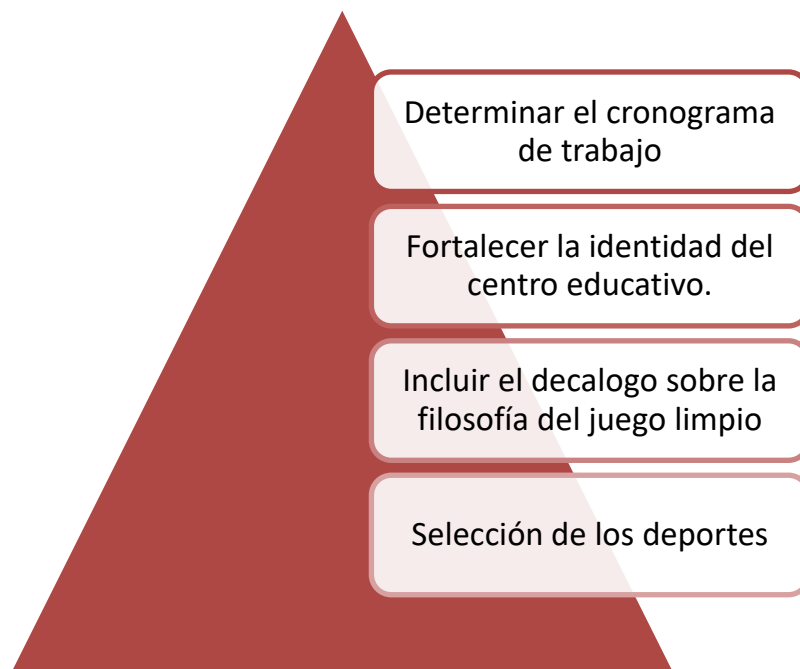 Determinar el cronograma
de trabajo
Fortalecer la identidad del
centro educativo.
Incluir el decalogo sobre la
filosofía del juego limpio
Selección de los deportes